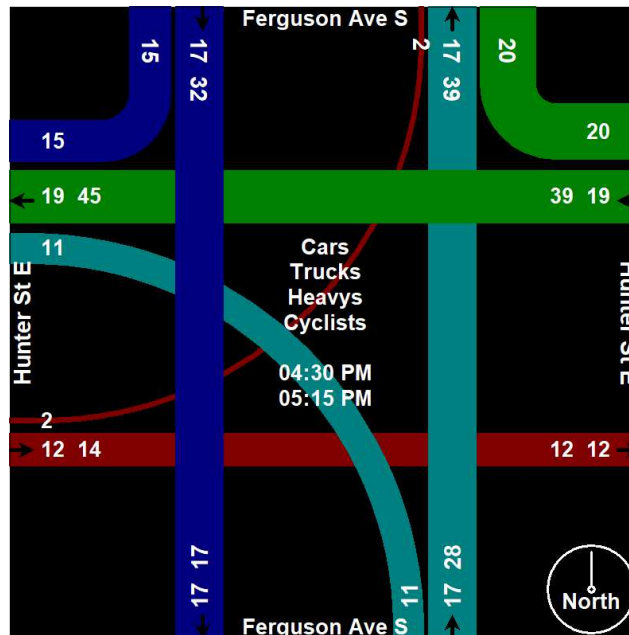 Ferguson Ave S
15
17 32
2
17 39
20
15
20
19 45
39 19
11
Cars
Trucks
Heavys
Cyclists
Hunter St E
Hunter St E
04:30 PM
05:15 PM
2
12 14
12 12
17 17
11
17 28
North
Ferguson Ave S